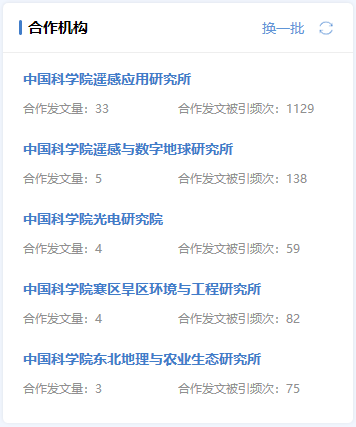 合作机构 换一批
中国科学院遥感应用研究所
合作发文量：33 合作发文被引频次：1129
中国科学院遥感与数字地球研究所
合作发文量：5 合作发文被引频次：138
中国科学院光电研究院
合作发文量：4 合作发文被引频次：59
中国科学院寒区旱区环境与工程研究所
合作发文量：4 合作发文被引频次：82
中国科学院东北地理与农业生态研究所
合作发文量：3 合作发文被引频次：75